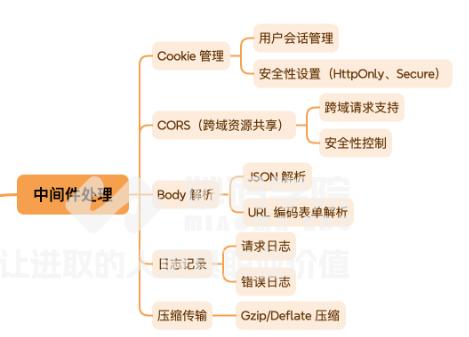 中间件处理
Cookie 管理
用户会话管理
安全性设置（HttpOnly、Secure）
CORS（跨域资源共享）
跨域请求支持
安全性控制
Body 解析
JSON 解析
URL 编码表单解析
日志记录
请求日志
错误日志
压缩传输
Gzip/Deflate 压缩
让进取的人
价值